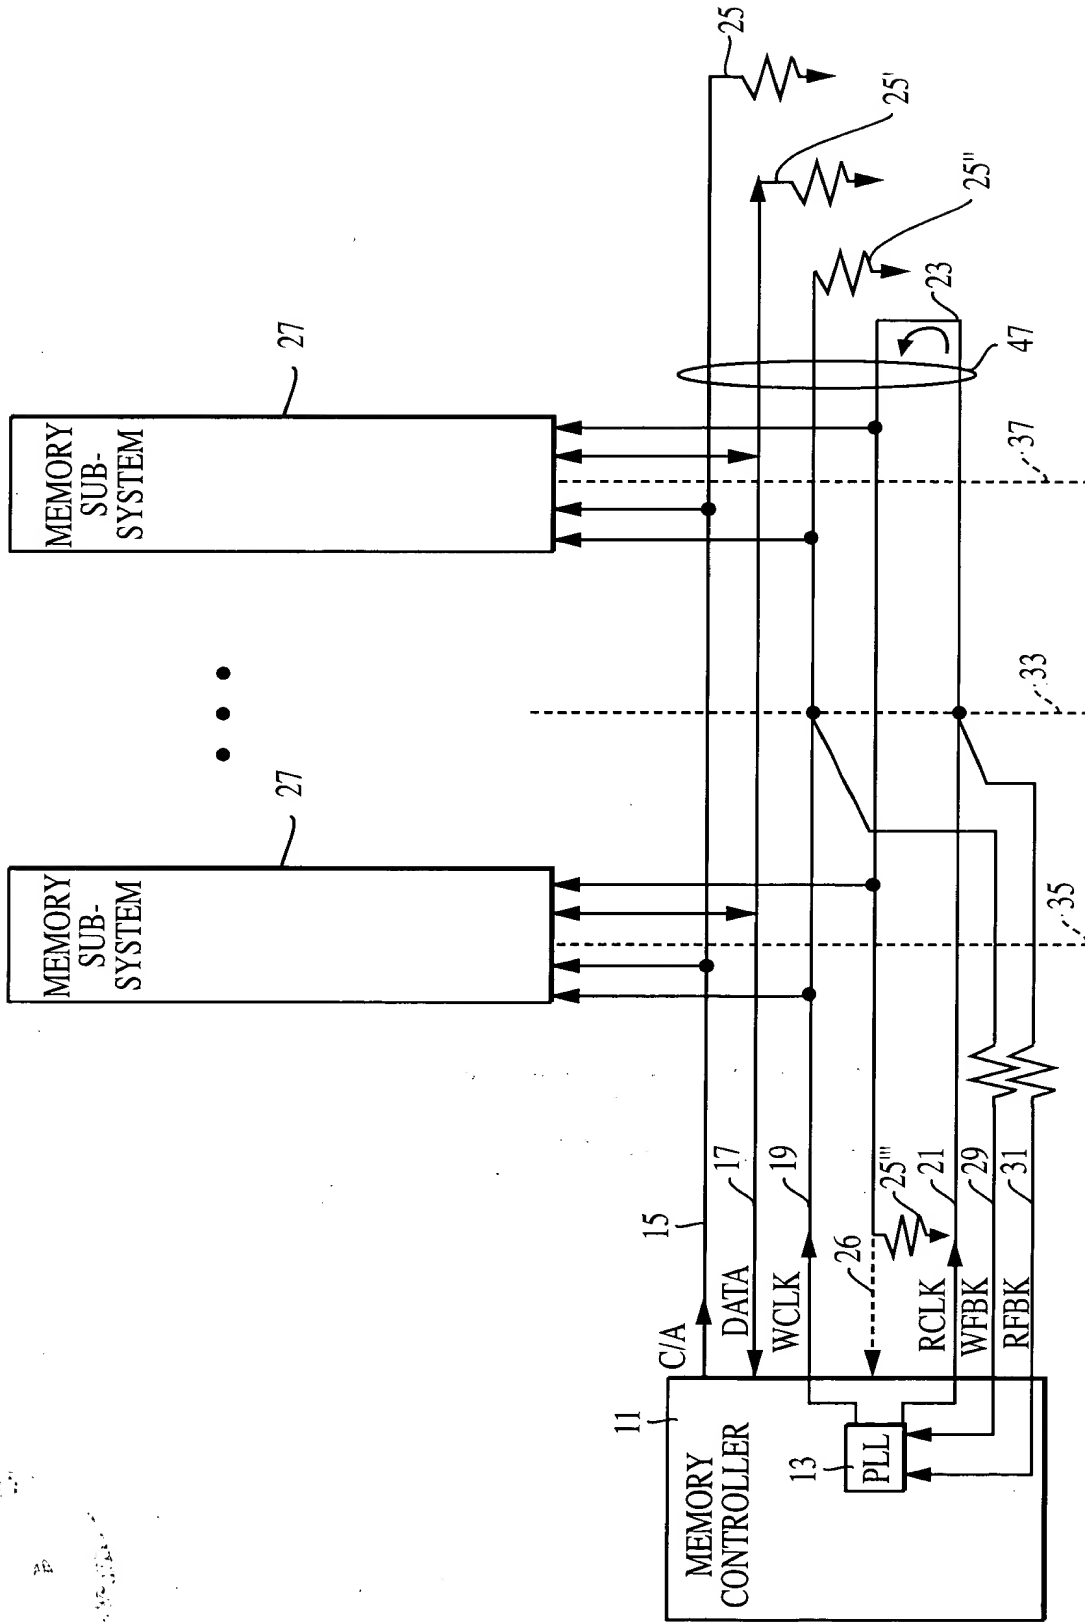 MEMORY
SUB-
SYSTEM
27
MEMORY
SUB-
SYSTEM
27
25
25'
25"
23
47
37
33
35
15
C/A
17
DATA
19
WCLK
26
25'''
21
RCLK
29
WFBK
31
RFBK
11
MEMORY
CONTROLLER
13
PLL